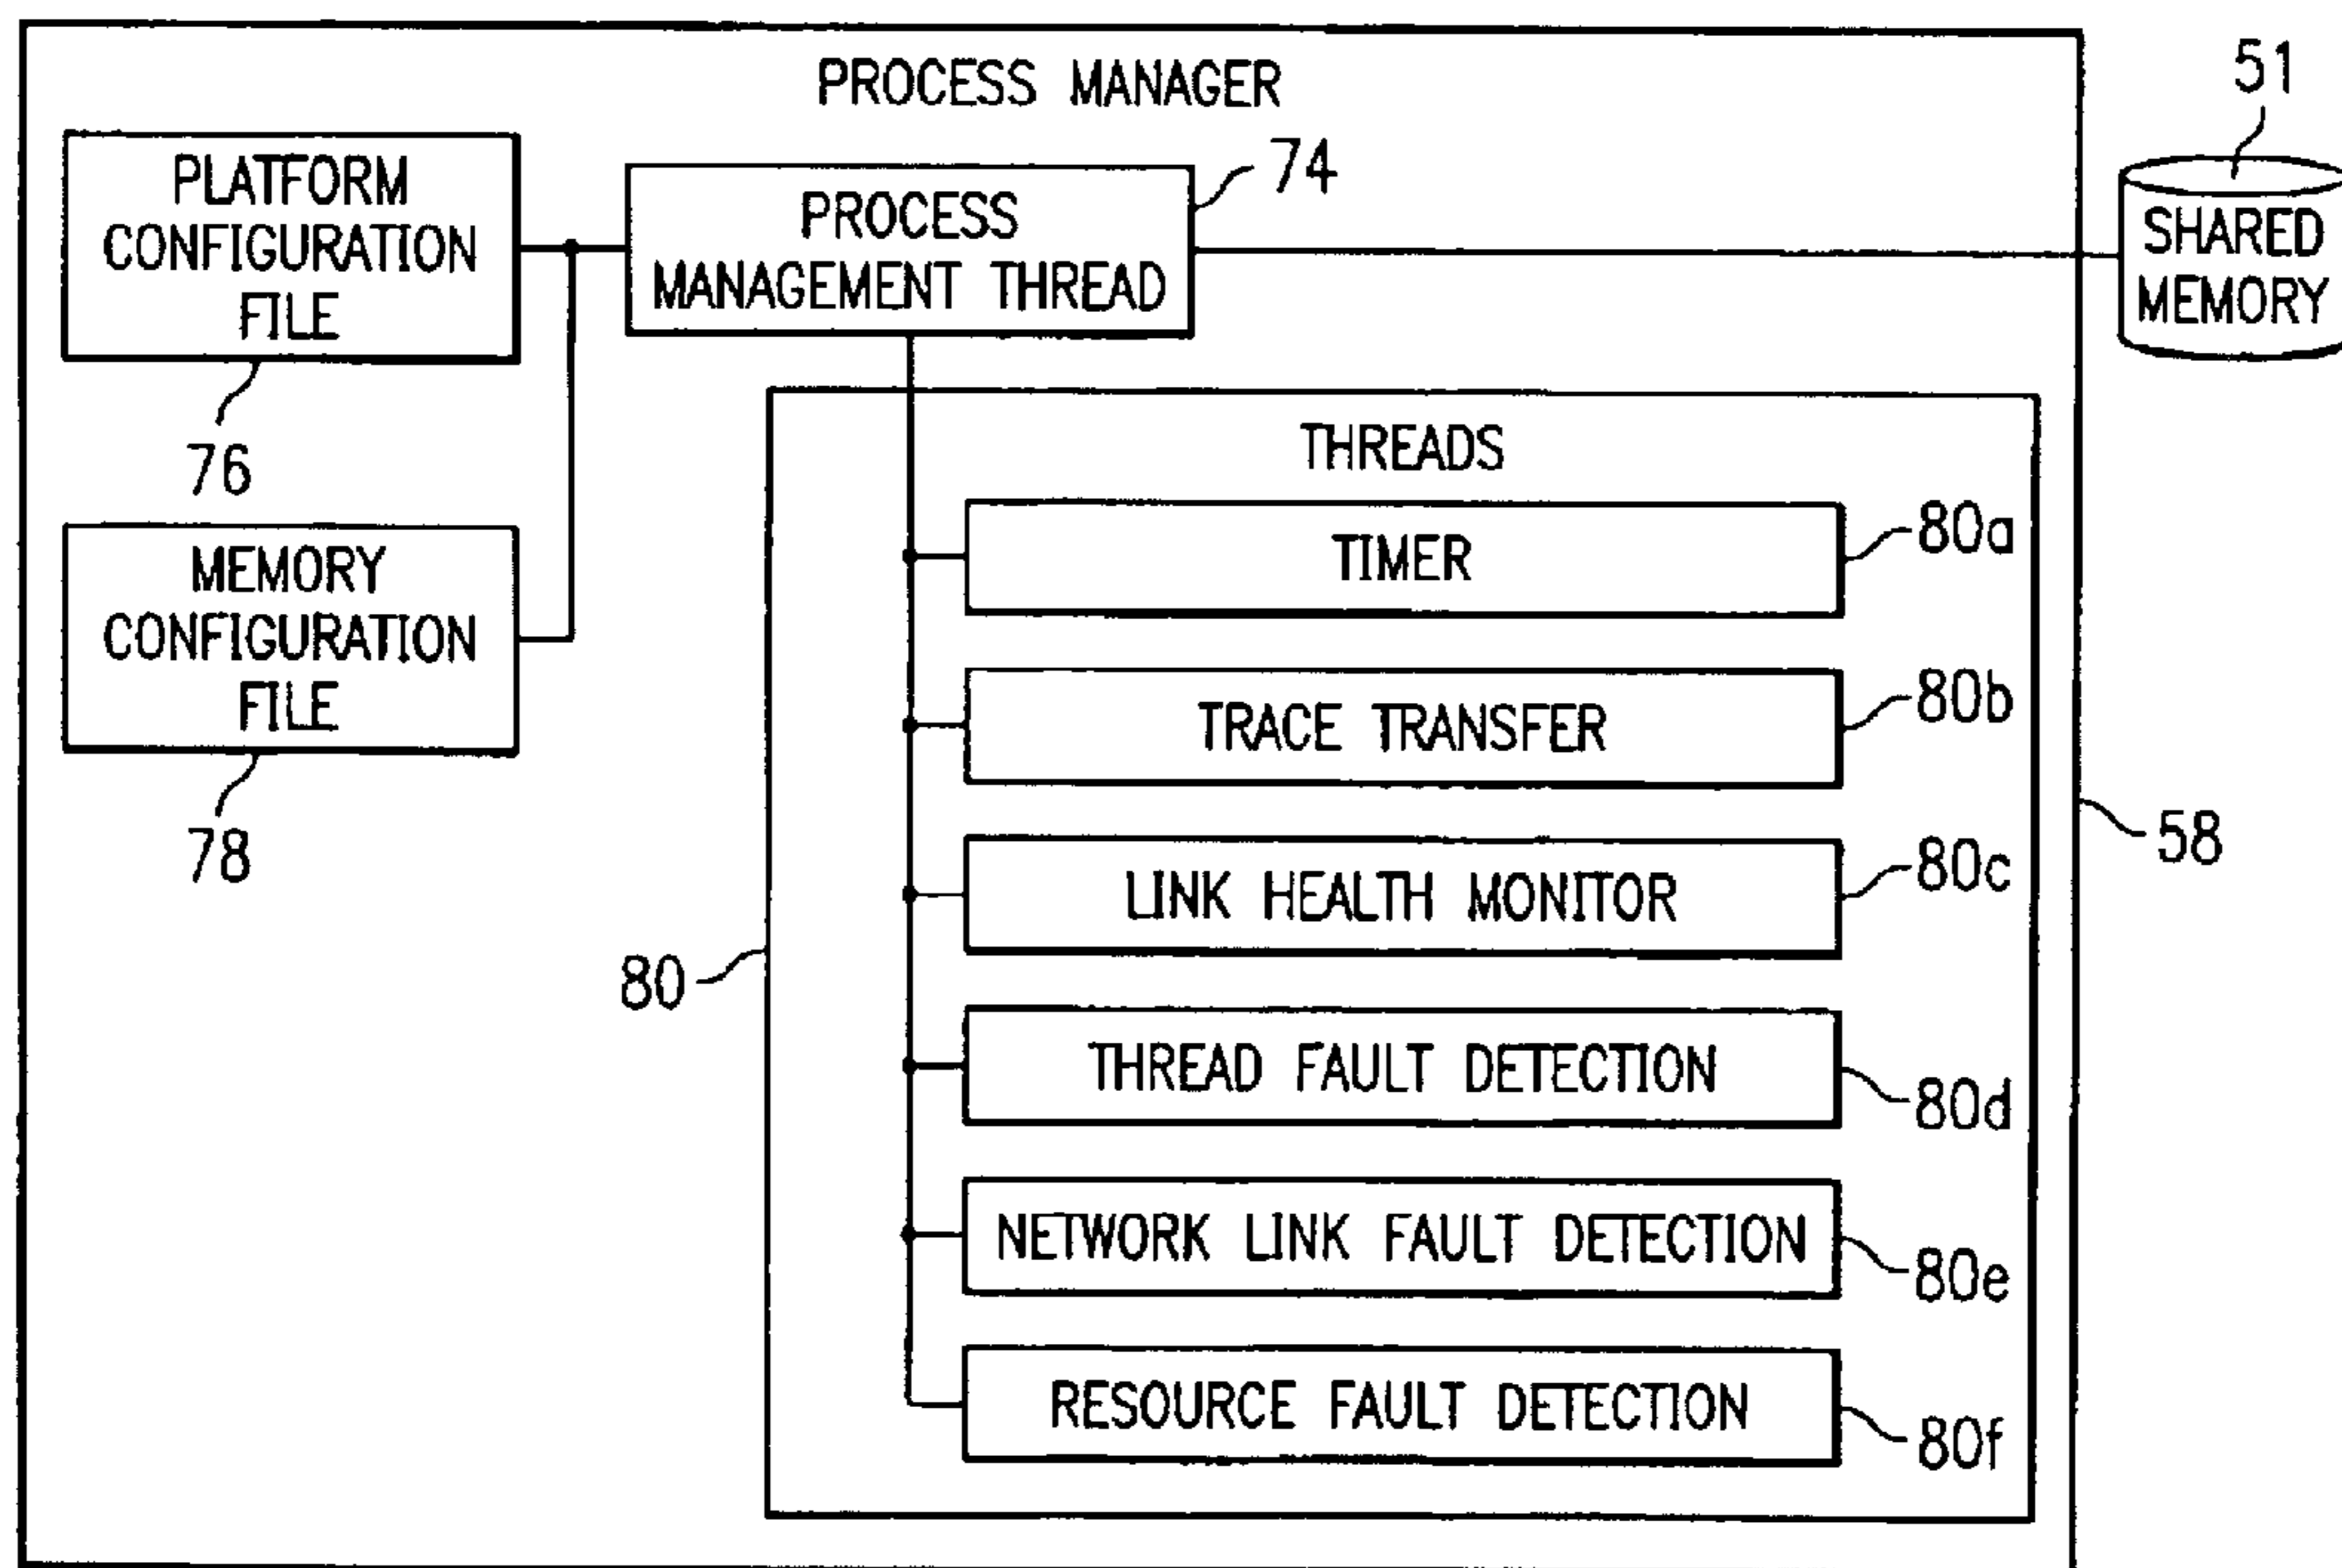 PROCESS MANAGER
51
PLATFORM
CONFIGURATION
FILE
76
PROCESS
MANAGEMENT THREAD
74
SHARED
MEMORY
MEMORY
CONFIGURATION
FILE
78
THREADS
TIMER
80a
TRACE TRANSFER
80b
LINK HEALTH MONITOR
80c
58
80
THREAD FAULT DETECTION
80d
NETWORK LINK FAULT DETECTION
80e
RESOURCE FAULT DETECTION
80f